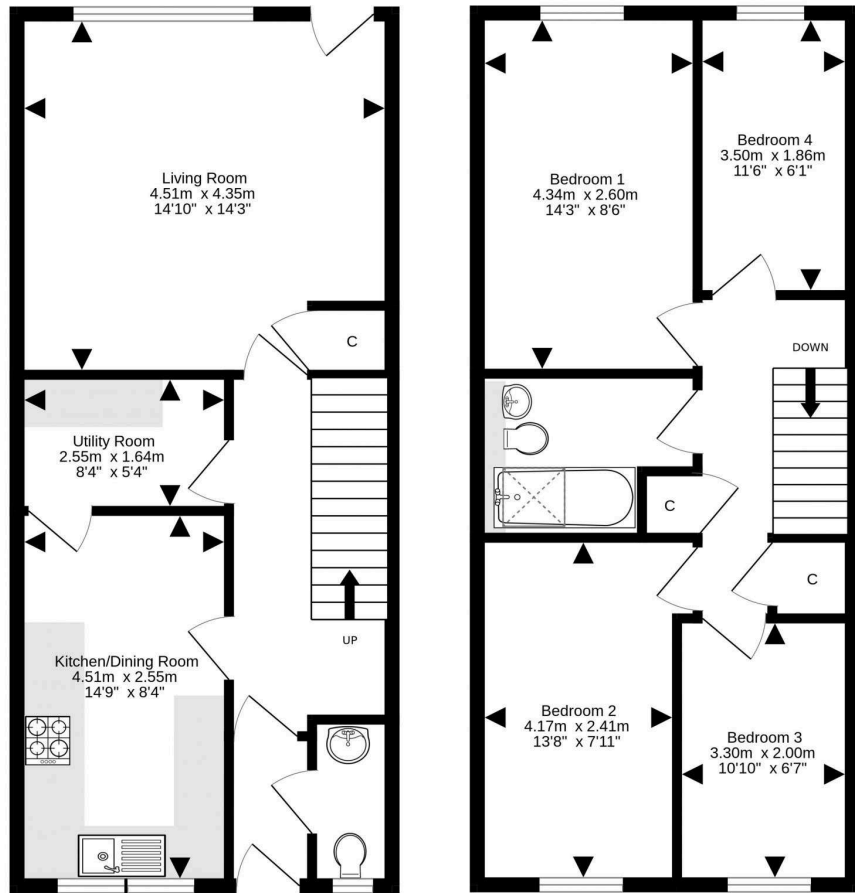 Living Room
4.51m x 4.35m
14'10" x 14'3"
C
Utility Room
2.55m x 1.64m
8'4" x 5'4"
Kitchen/Dining Room
4.51m x 2.55m
14'9" x 8'4"
UP
Bedroom 1
4.34m x 2.60m
14'3" x 8'6"
Bedroom 4
3.50m x 1.86m
11'6" x 6'1"
DOWN
C
C
Bedroom 2
4.17m x 2.41m
13'8" x 7'11"
Bedroom 3
3.30m x 2.00m
10'10" x 6'7"